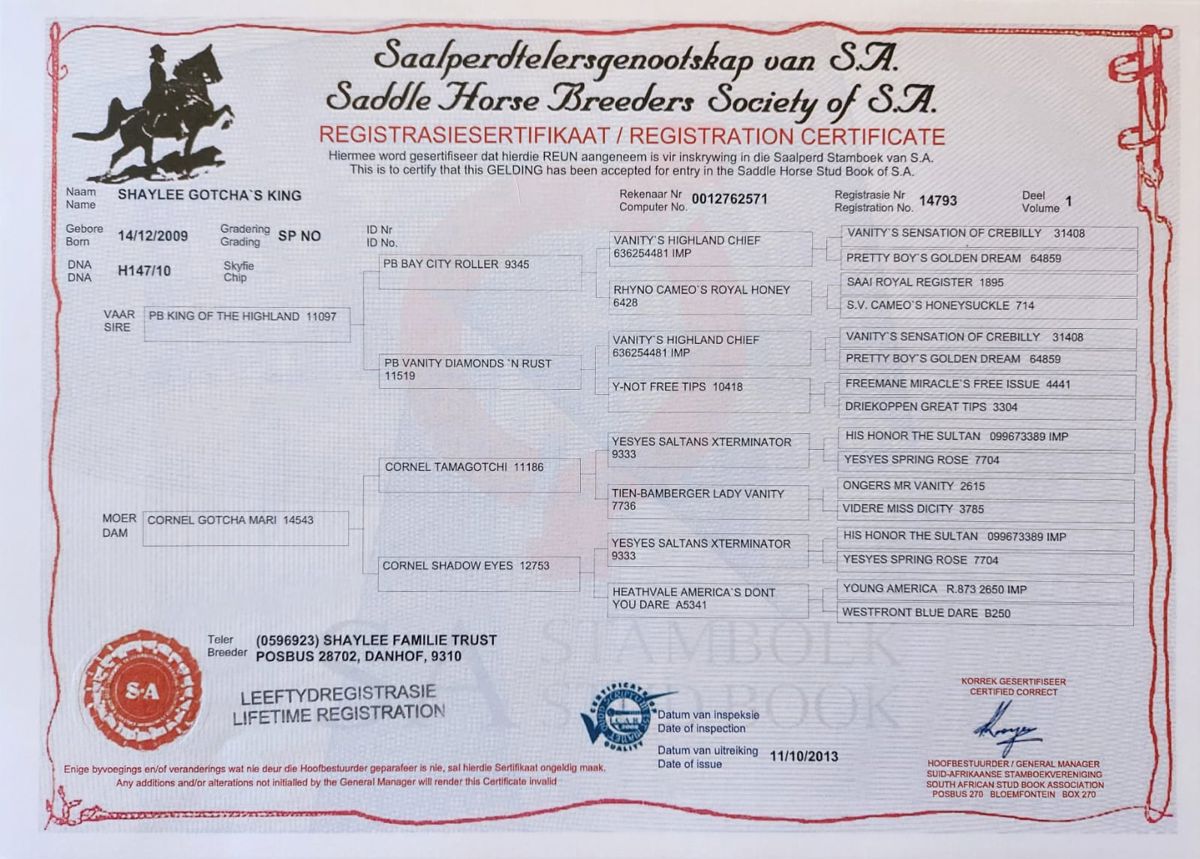 Saalperdtelersgenootskap van S.A.
Saddle Horse Breeders Society of S.A.
REGISTRASIESERTIFIKAAT / REGISTRATION CERTIFICATE
Hiermee word gesertifiseer dat hierdie REUN aangeneem is vir inskrywing in die Saalperd Stamboek van S.A.
This is to certify that this GELDING has been accepted for entry in the Saddle Horse Stud Book of S.A.
Naam
Name
SHAYLEE GOTCHA`S KING
Rekenaar Nr
Computer No.
0012762571
Registrasie Nr
Registration No.
14793
Deel
Volume
1
Gebore
Born
14/12/2009
Gradering
Grading
SP NO
ID Nr
ID No.
DNA
DNA
H147/10
Skyfie
Chip
VAAR
SIRE
PB KING OF THE HIGHLAND 11097
PB BAY CITY ROLLER 9345
VANITY`S HIGHLAND CHIEF
636254481 IMP
VANITY`S SENSATION OF CREBILLY 31408
PRETTY BOY`S GOLDEN DREAM 64859
RHYNO CAMEO`S ROYAL HONEY
6428
SAAI ROYAL REGISTER 1895
S.V. CAMEO`S HONEYSUCKLE 714
PB VANITY DIAMONDS `N RUST
11519
VANITY`S HIGHLAND CHIEF
636254481 IMP
VANITY`S SENSATION OF CREBILLY 31408
PRETTY BOY`S GOLDEN DREAM 64859
Y-NOT FREE TIPS 10418
FREEMANE MIRACLE`S FREE ISSUE 4441
DRIEKOPPEN GREAT TIPS 3304
MOER
DAM
CORNEL GOTCHA MARI 14543
CORNEL TAMAGOTCHI 11186
YESYES SALTANS XTERMINATOR
9333
HIS HONOR THE SULTAN 099673389 IMP
YESYES SPRING ROSE 7704
TIEN-BAMBERGER LADY VANITY
7736
ONGERS MR VANITY 2615
VIDERE MISS DICITY 3785
CORNEL SHADOW EYES 12753
YESYES SALTANS XTERMINATOR
9333
HIS HONOR THE SULTAN 099673389 IMP
YESYES SPRING ROSE 7704
HEATHVALE AMERICA`S DONT
YOU DARE A5341
YOUNG AMERICA R.873 2650 IMP
WESTFRONT BLUE DARE B250
STAMBOEK
SA STUD BOOK
Teler
Breeder
(0596923) SHAYLEE FAMILIE TRUST
POSBUS 28702, DANHOF, 9310
S·A
LEEFTYDREGISTRASIE
LIFETIME REGISTRATION
CERTIFICATE OF
I.C.A.R
QUALITY
Datum van inspeksie
Date of inspection
Datum van uitreiking
Date of issue
11/10/2013
KORREK GESERTIFISEER
CERTIFIED CORRECT
HOOFBESTUURDER / GENERAL MANAGER
SUID-AFRIKAANSE STAMBOEKVERENIGING
SOUTH AFRICAN STUD BOOK ASSOCIATION
POSBUS 270 BLOEMFONTEIN BOX 270
Enige byvoegings en/of veranderings wat nie deur die Hoofbestuurder geparafeer is nie, sal hierdie Sertifikaat ongeldig maak.
Any additions and/or alterations not initialled by the General Manager will render this Certificate invalid